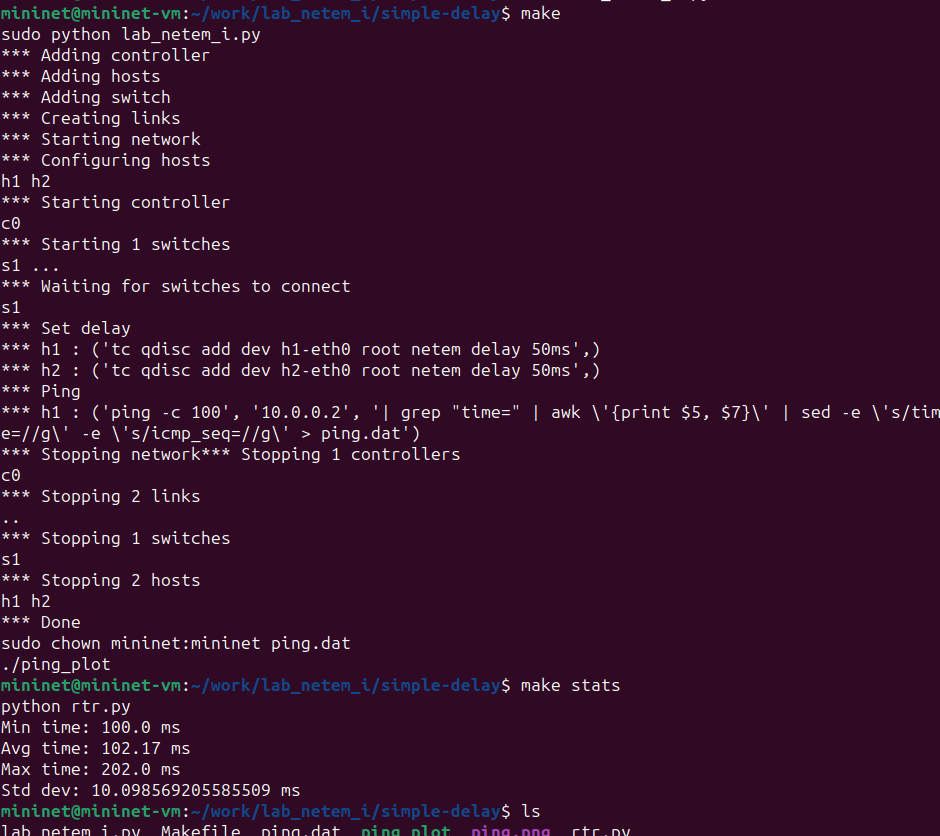 mininet@mininet-vm:~/work/lab_netem_i/simple-delay$ make
sudo python lab_netem_i.py
*** Adding controller
*** Adding hosts
*** Adding switch
*** Creating links
*** Starting network
*** Configuring hosts
h1 h2
*** Starting controller
c0
*** Starting 1 switches
s1 ...
*** Waiting for switches to connect
s1
*** Set delay
*** h1 : ('tc qdisc add dev h1-eth0 root netem delay 50ms',)
*** h2 : ('tc qdisc add dev h2-eth0 root netem delay 50ms',)
*** Ping
*** h1 : ('ping -c 100', '10.0.0.2', '| grep "time=" | awk \'{print $5, $7}\' | sed -e \'s/tim
e=//g\' -e \'s/icmp_seq=//g\' > ping.dat')
*** Stopping network*** Stopping 1 controllers
c0
*** Stopping 2 links
..
*** Stopping 1 switches
s1
*** Stopping 2 hosts
h1 h2
*** Done
sudo chown mininet:mininet ping.dat
./ping_plot
mininet@mininet-vm:~/work/lab_netem_i/simple-delay$ make stats
python rtr.py
Min time: 100.0 ms
Avg time: 102.17 ms
Max time: 202.0 ms
Std dev: 10.098569205585509 ms
mininet@mininet-vm:~/work/lab_netem_i/simple-delay$ ls
lab_netem_i.py Makefile ping.dat ping_plot ping.png rtr.py